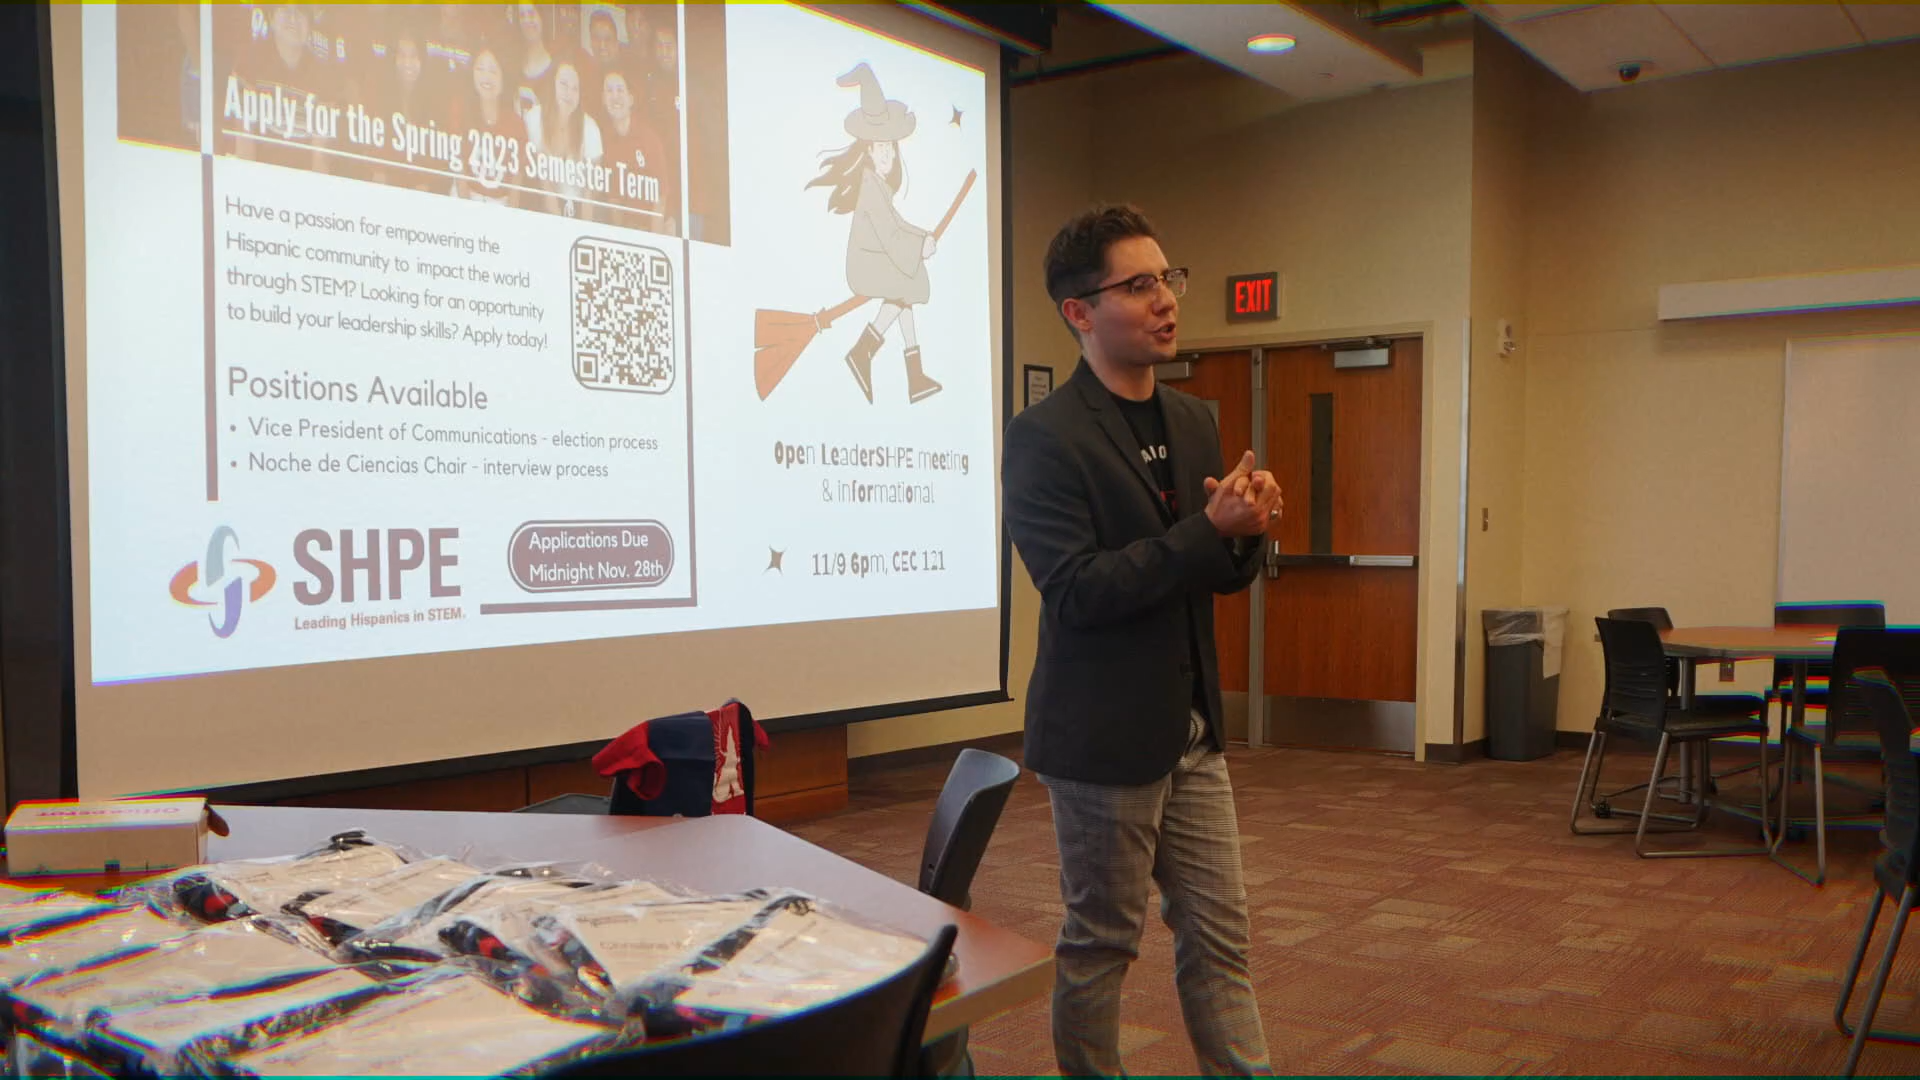 Apply for the Spring 2023 Semester Term
Have a passion for empowering the
Hispanic community to impact the world
through STEM? Looking for an opportunity
to build your leadership skills? Apply today!
Positions Available
• Vice President of Communications - election process
• Noche de Ciencias Chair - interview process
SHPE
Leading Hispanics in STEM.
Applications Due
Midnight Nov. 28th
Open LeaderSHPE meeting
& informational
11/9 6pm, CEC 121
EXIT
Office DEPOT